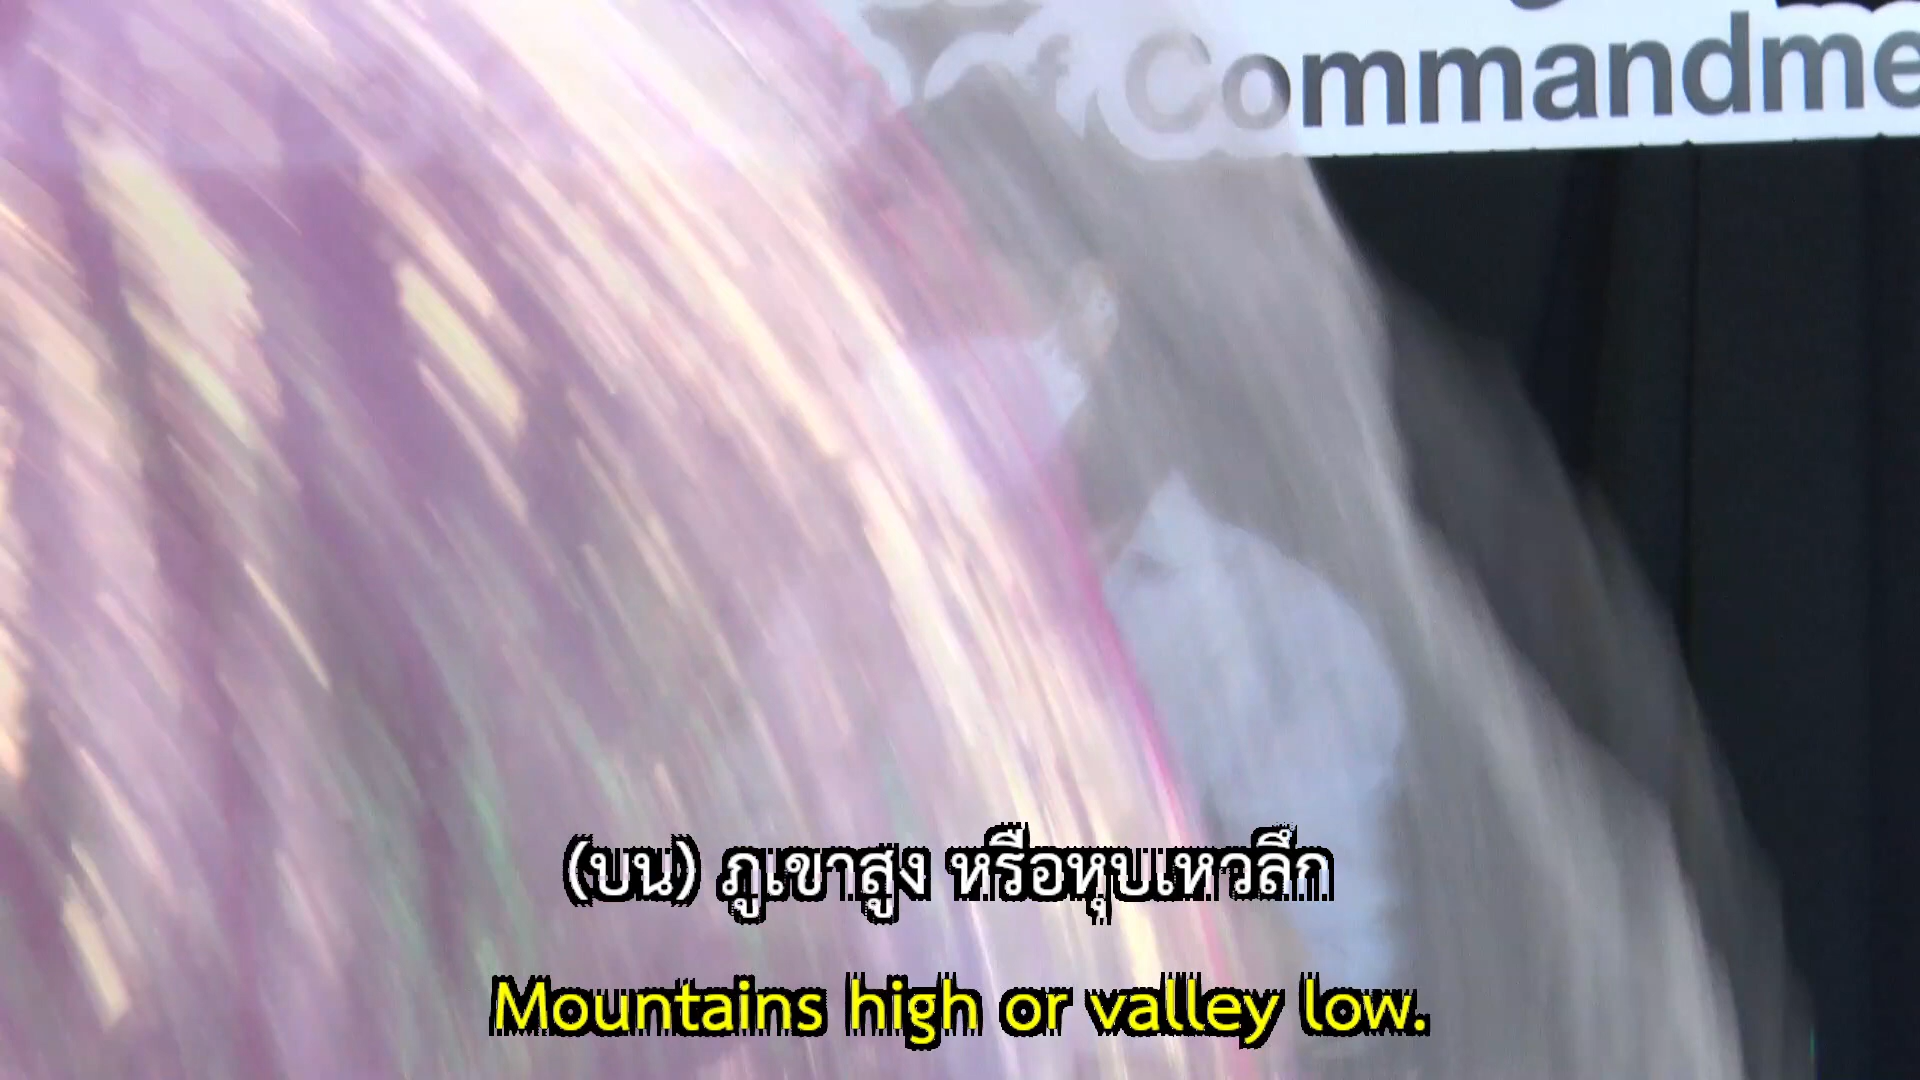 of Commandme
(บน) ภูเขาสูง หรือหุบเหวลึก
Mountains high or valley low.